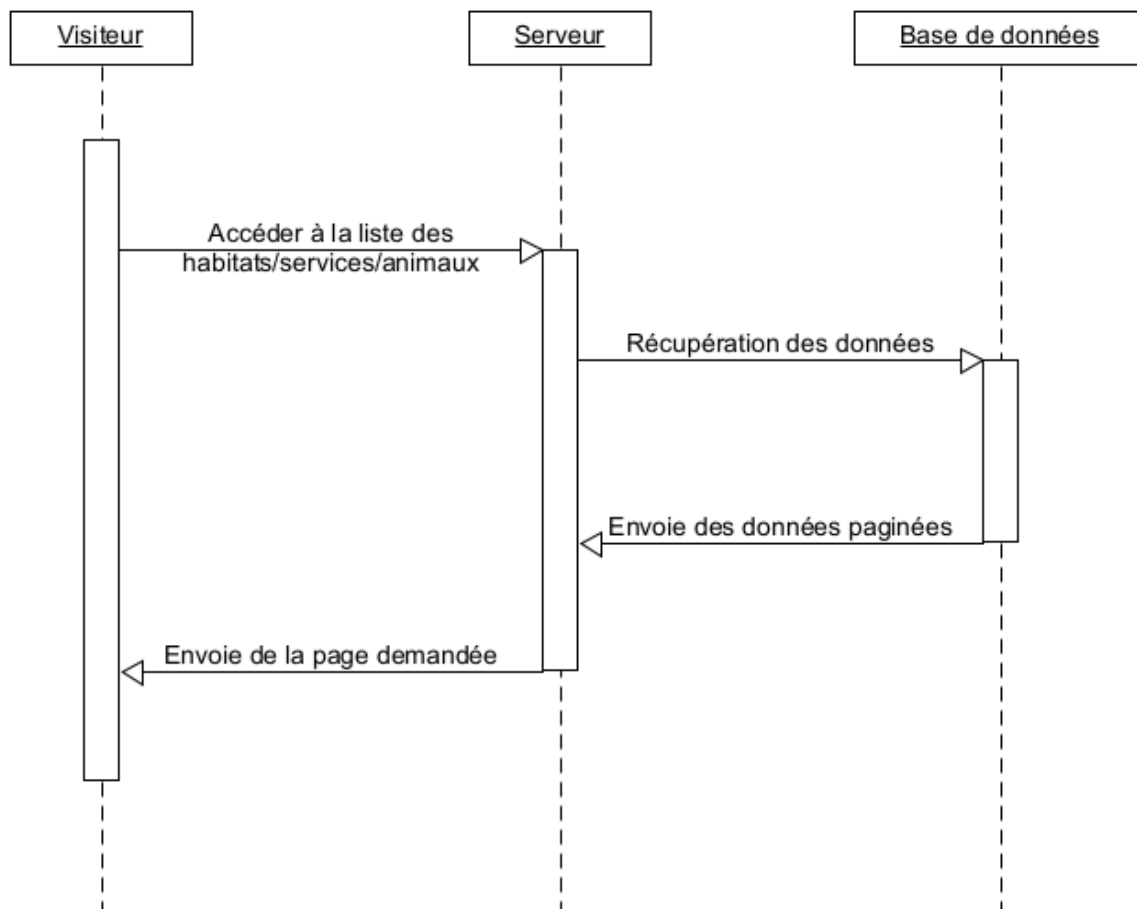 Visiteur
Serveur
Base de données
Accéder à la liste des
habitats/services/animaux
Récupération des données
Envoie des données paginées
Envoie de la page demandée